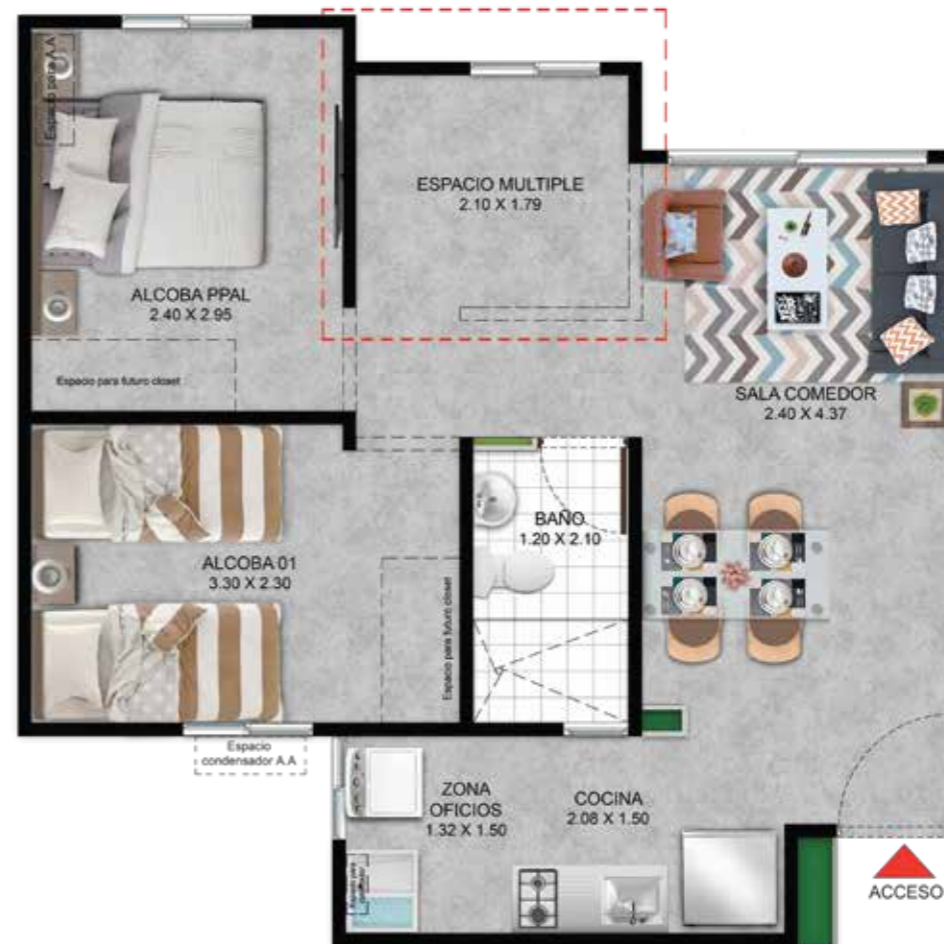 Espacio para A.A
ESPACIO MULTIPLE
2.10 X 1.79
ALCOBA PPAL
2.40 X 2.95
Espacio para futuro closet
SALA COMEDOR
2.40 X 4.37
BAÑO
1.20 X 2.10
ALCOBA 01
3.30 X 2.30
Espacio para futuro closet
Espacio
condensador A.A
ZONA
OFICIOS
1.32 X 1.50
COCINA
2.08 X 1.50
Espacio para
ACCESO